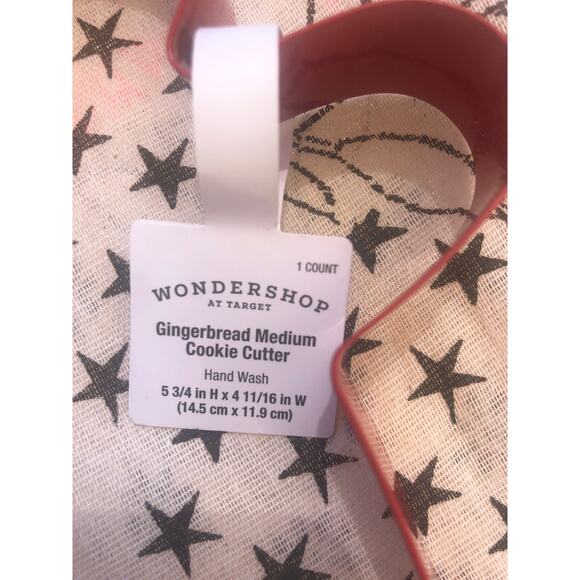 1 COUNT
WONDERSHOP
AT TARGET
Gingerbread Medium
Cookie Cutter
Hand Wash
5 3/4 in H x 4 11/16 in W
(14.5 cm x 11.9 cm)